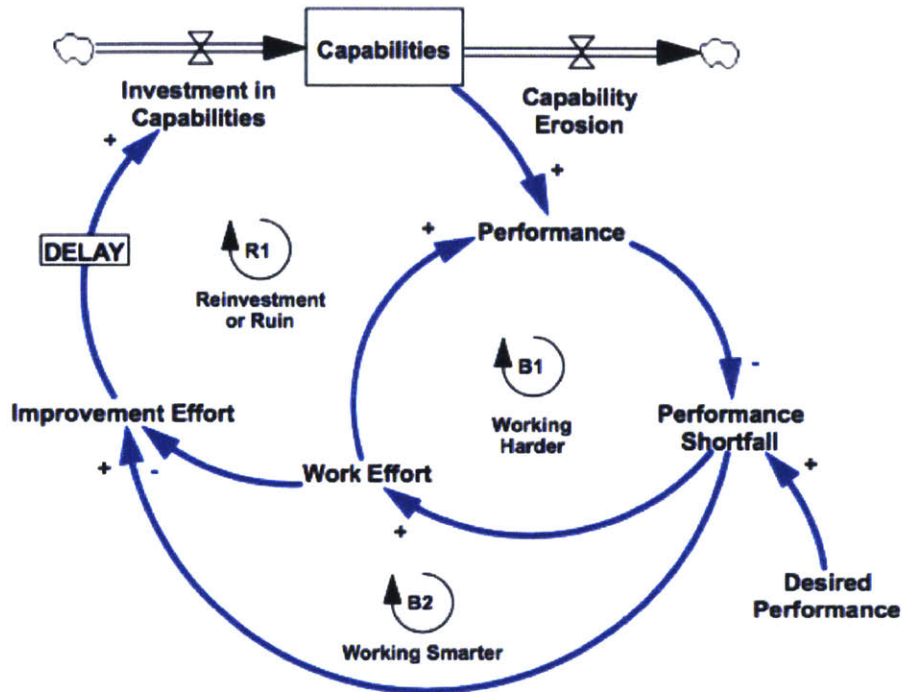 Capabilities
Investment in
Capabilities
Capability
Erosion
+
+
DELAY
R1
Reinvestment
or Ruin
+
Performance
B1
Working
Harder
-
Improvement Effort
Performance
Shortfall
+
-
Work Effort
+
+
B2
Working Smarter
Desired
Performance